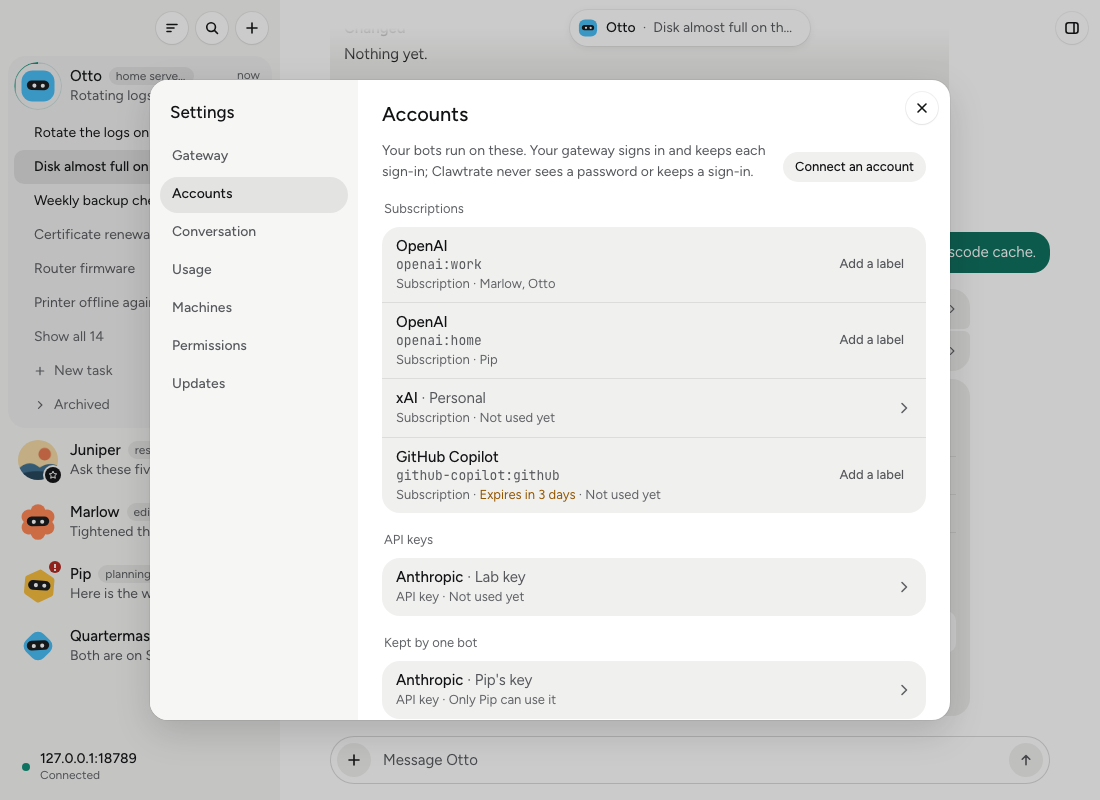 Otto · Disk almost full on th...
Changed
Nothing yet.
Otto home serve... now
Rotating logs
Rotate the logs on
Disk almost full on
Weekly backup che
Certificate renewa
Router firmware
Printer offline again
Show all 14
New task
Archived
Juniper res
Ask these fiv
Marlow edi
Tightened th
Pip planning
Here is the w
Quartermas
Both are on S
127.0.0.1:18789
Connected
scode cache.
Message Otto
Settings
Gateway
Accounts
Conversation
Usage
Machines
Permissions
Updates
Accounts
Your bots run on these. Your gateway signs in and keeps each
sign-in; Clawtrate never sees a password or keeps a sign-in.
Connect an account
Subscriptions
OpenAI
openai:work
Subscription · Marlow, Otto
Add a label
OpenAI
openai:home
Subscription · Pip
Add a label
xAI · Personal
Subscription · Not used yet
GitHub Copilot
github-copilot:github
Subscription · Expires in 3 days · Not used yet
Add a label
API keys
Anthropic · Lab key
API key · Not used yet
Kept by one bot
Anthropic · Pip's key
API key · Only Pip can use it